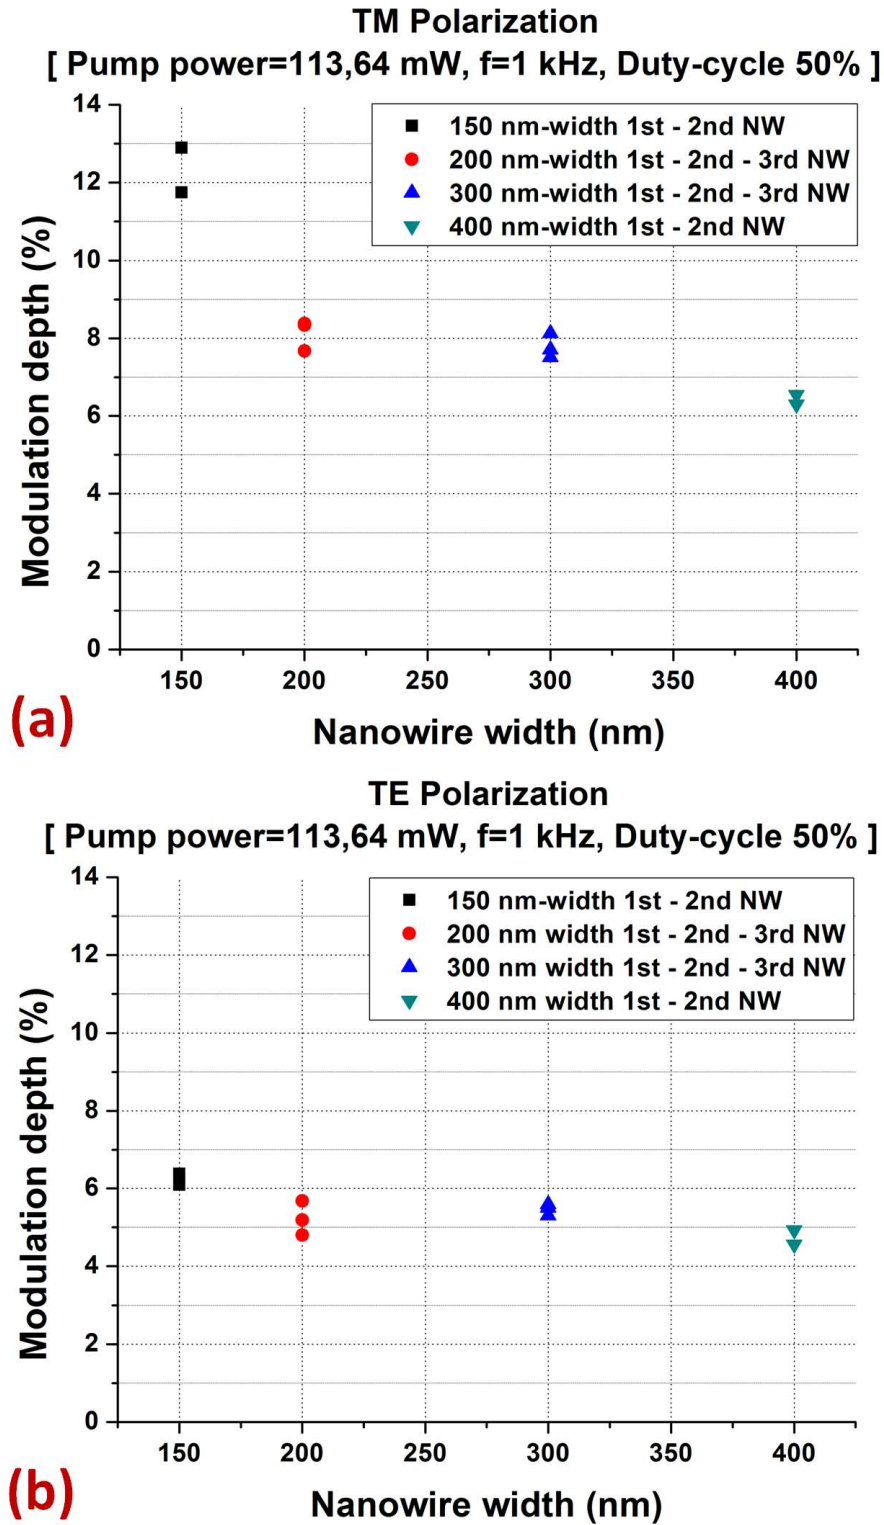 TM Polarization
[ Pump power=113,64 mW, f=1 kHz, Duty-cycle 50% ]
14
12
10
8
6
4
2
0
Modulation depth (%)
150 nm-width 1st - 2nd NW
200 nm-width 1st - 2nd - 3rd NW
300 nm-width 1st - 2nd - 3rd NW
400 nm-width 1st - 2nd NW
150 200 250 300 350 400
Nanowire width (nm)
(a)
TE Polarization
[ Pump power=113,64 mW, f=1 kHz, Duty-cycle 50% ]
14
12
10
8
6
4
2
0
Modulation depth (%)
150 nm-width 1st - 2nd NW
200 nm width 1st - 2nd - 3rd NW
300 nm width 1st - 2nd - 3rd NW
400 nm width 1st - 2nd NW
150 200 250 300 350 400
Nanowire width (nm)
(b)